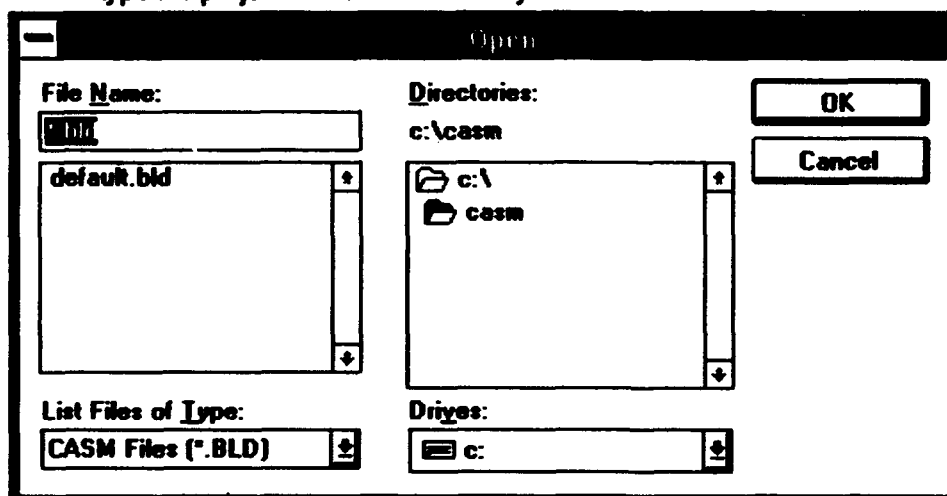 Open
File Name:
default.bld
List Files of Type:
CASM Files (*.BLD)
Directories:
c:\casm
c:\
casm
Drives:
c:
OK
Cancel